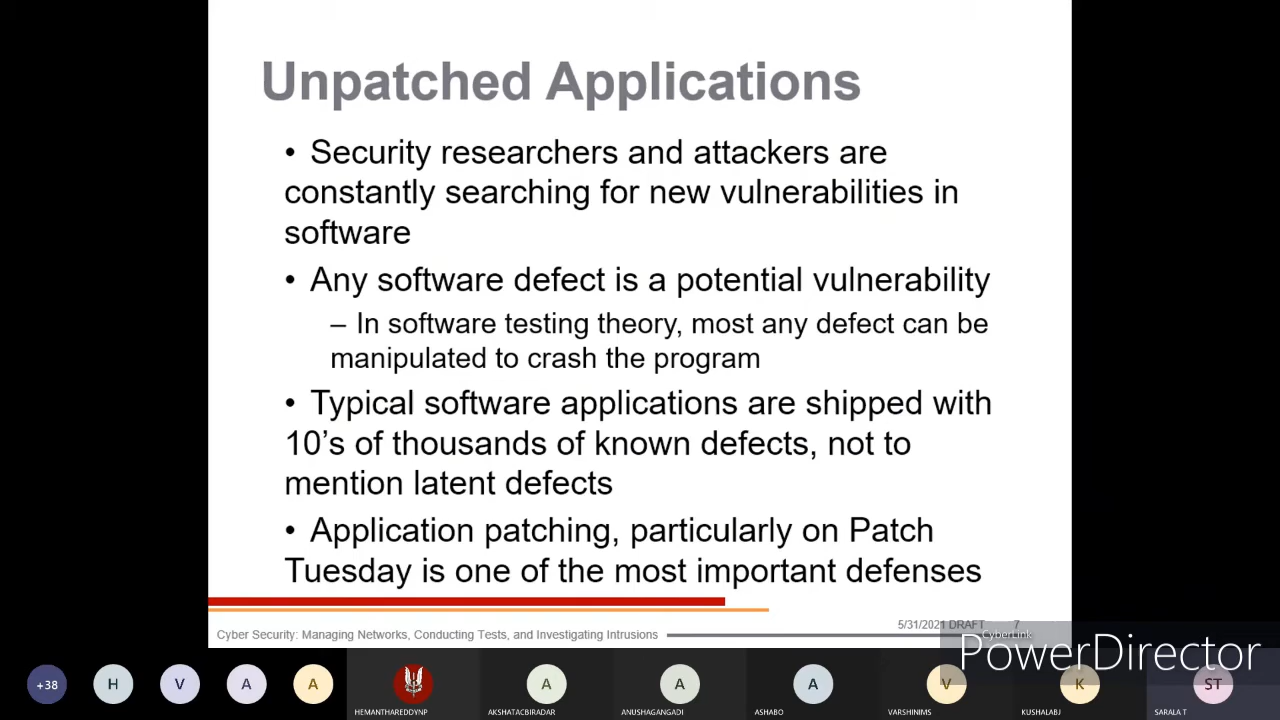 Unpatched Applications
• Security researchers and attackers are
constantly searching for new vulnerabilities in
software
• Any software defect is a potential vulnerability
– In software testing theory, most any defect can be
manipulated to crash the program
• Typical software applications are shipped with
10’s of thousands of known defects, not to
mention latent defects
• Application patching, particularly on Patch
Tuesday is one of the most important defenses
5/31/2021 DRAFT 7
Cyber Security: Managing Networks, Conducting Tests, and Investigating Intrusions
CyberLink
PowerDirector
+38 H V A A A A A V K ST
HEMANTHAREDDYNP AKSHATACBIRADAR ANUSHAGANGADI ASHABO VARSHINIMS KUSHALABJ SARALA T